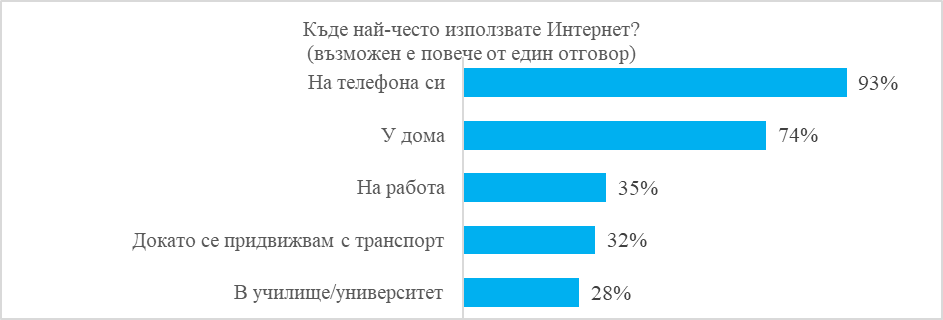 Къде най-често използвате Интернет?
(възможен е повече от един отговор)
На телефона си 93%
У дома 74%
На работа 35%
Докато се придвижвам с транспорт 32%
В училище/университет 28%